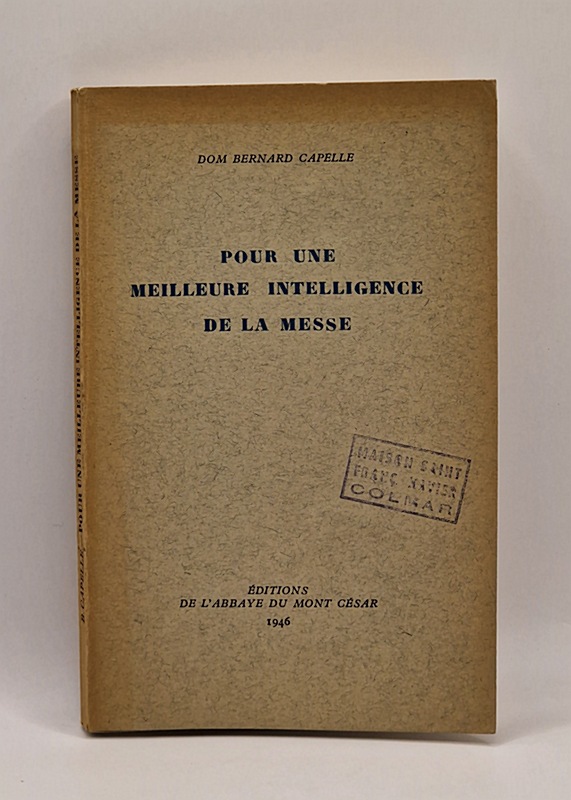 DOM BERNARD CAPELLE
POUR UNE
MEILLEURE INTELLIGENCE
DE LA MESSE
MAISON SAINT
FRANÇ XAVIER
COLMAR
ÉDITIONS
DE L'ABBAYE DU MONT CÉSAR
1946
B. CAPELLE POUR UNE MEILLEURE INTELLIGENCE DE LA MESSE